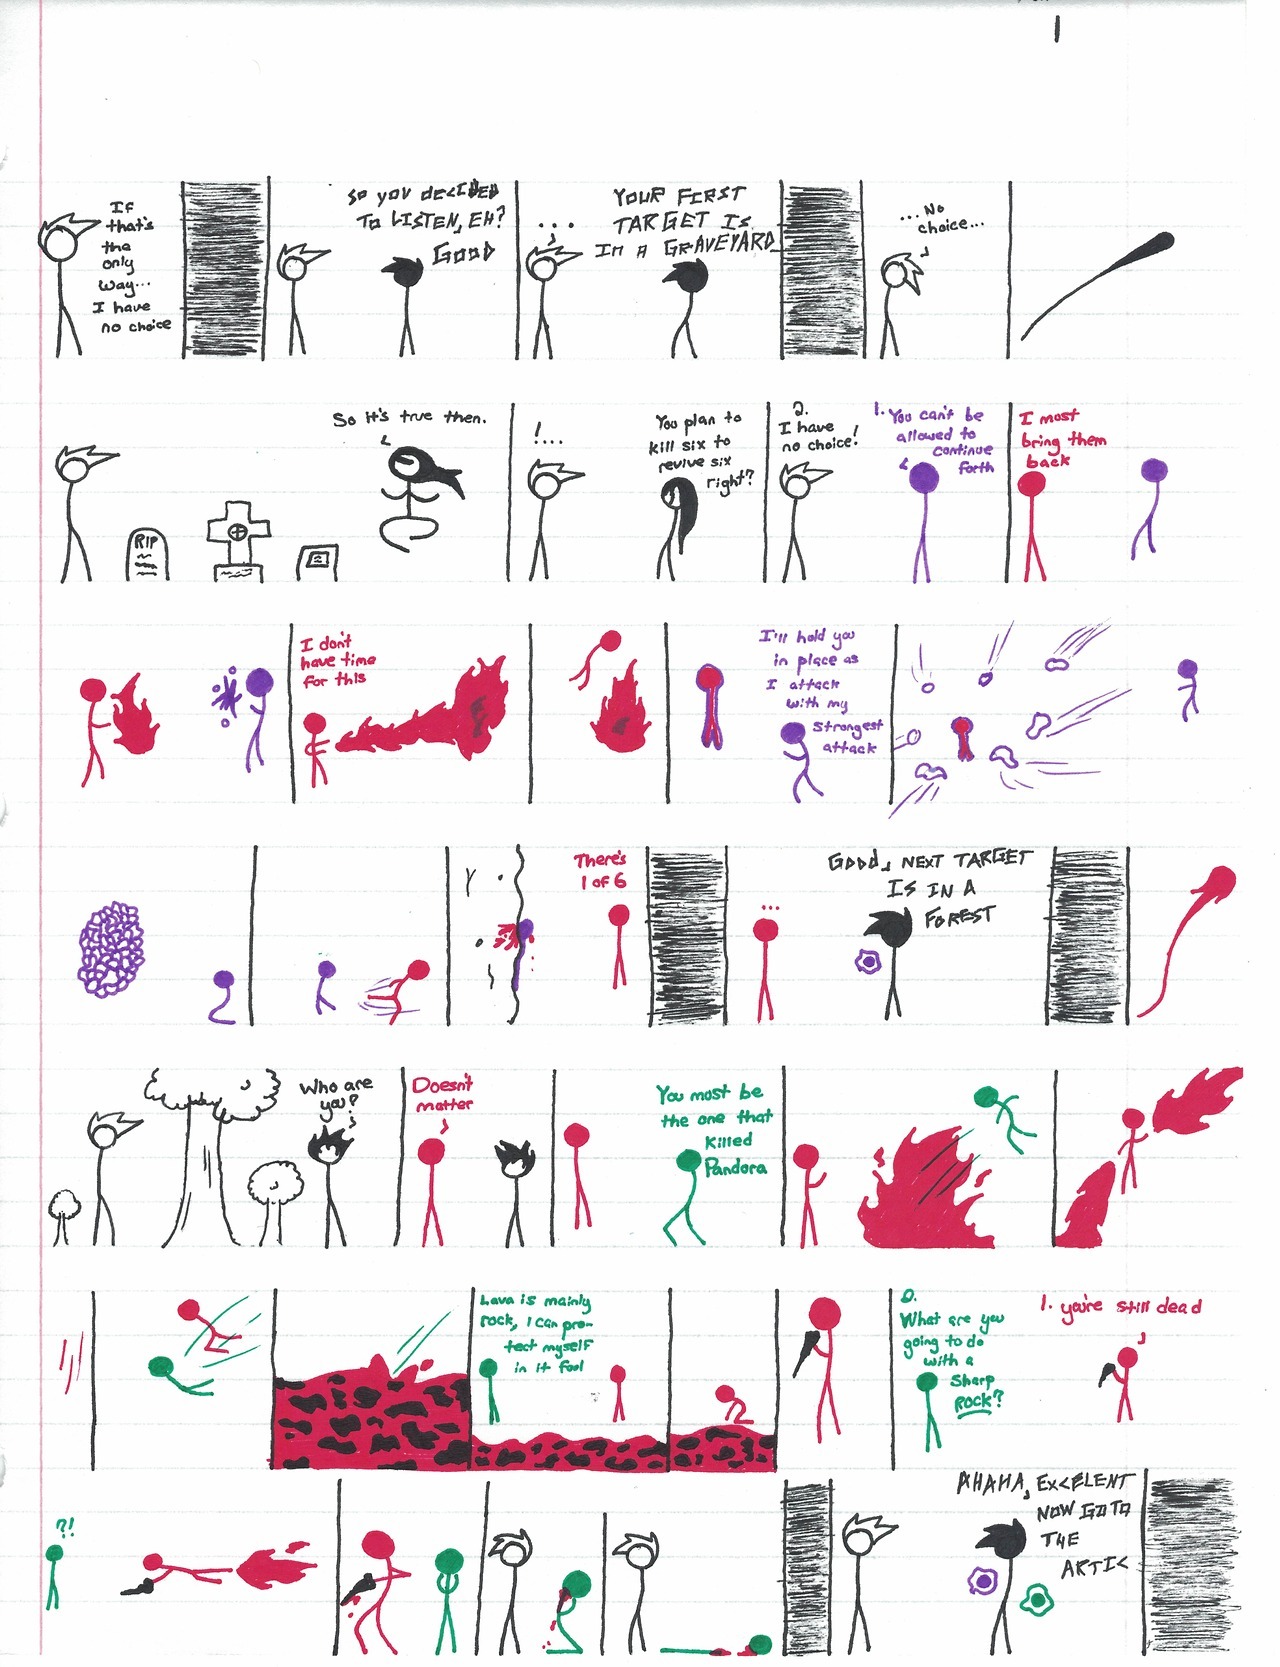 1
If
that's
the
only
way...
I have
no choice
So you decided
to listen, eh?
Good
...
Your first
target is
in a graveyard
...No
choice...
RIP
So it's true then.
!...
You plan to
kill six to
revive six
right?
2.
I have
no choice!
1. You can't be
allowed to
continue
forth
I must
bring them
back
I don't
have time
for this
I'll hold you
in place as
I attack
with my
Strongest
attack
There's
1 of 6
...
Good, next target
is in a
forest
Who are
you?
Doesn't
matter
You must be
the one that
killed
Pandora
Lava is mainly
rock, I can pro-
tect myself
in it fool
2.
What are you
going to do
with a
Sharp
Rock?
1. you're still dead
?!
Ahaha, excelent
now go to
the
artic